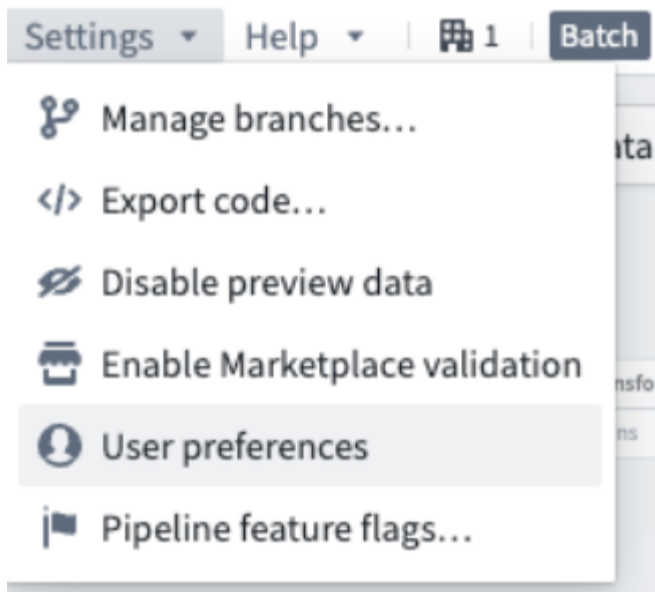 Settings Help 1 Batch
Manage branches…
Export code…
Disable preview data
Enable Marketplace validation
User preferences
Pipeline feature flags…